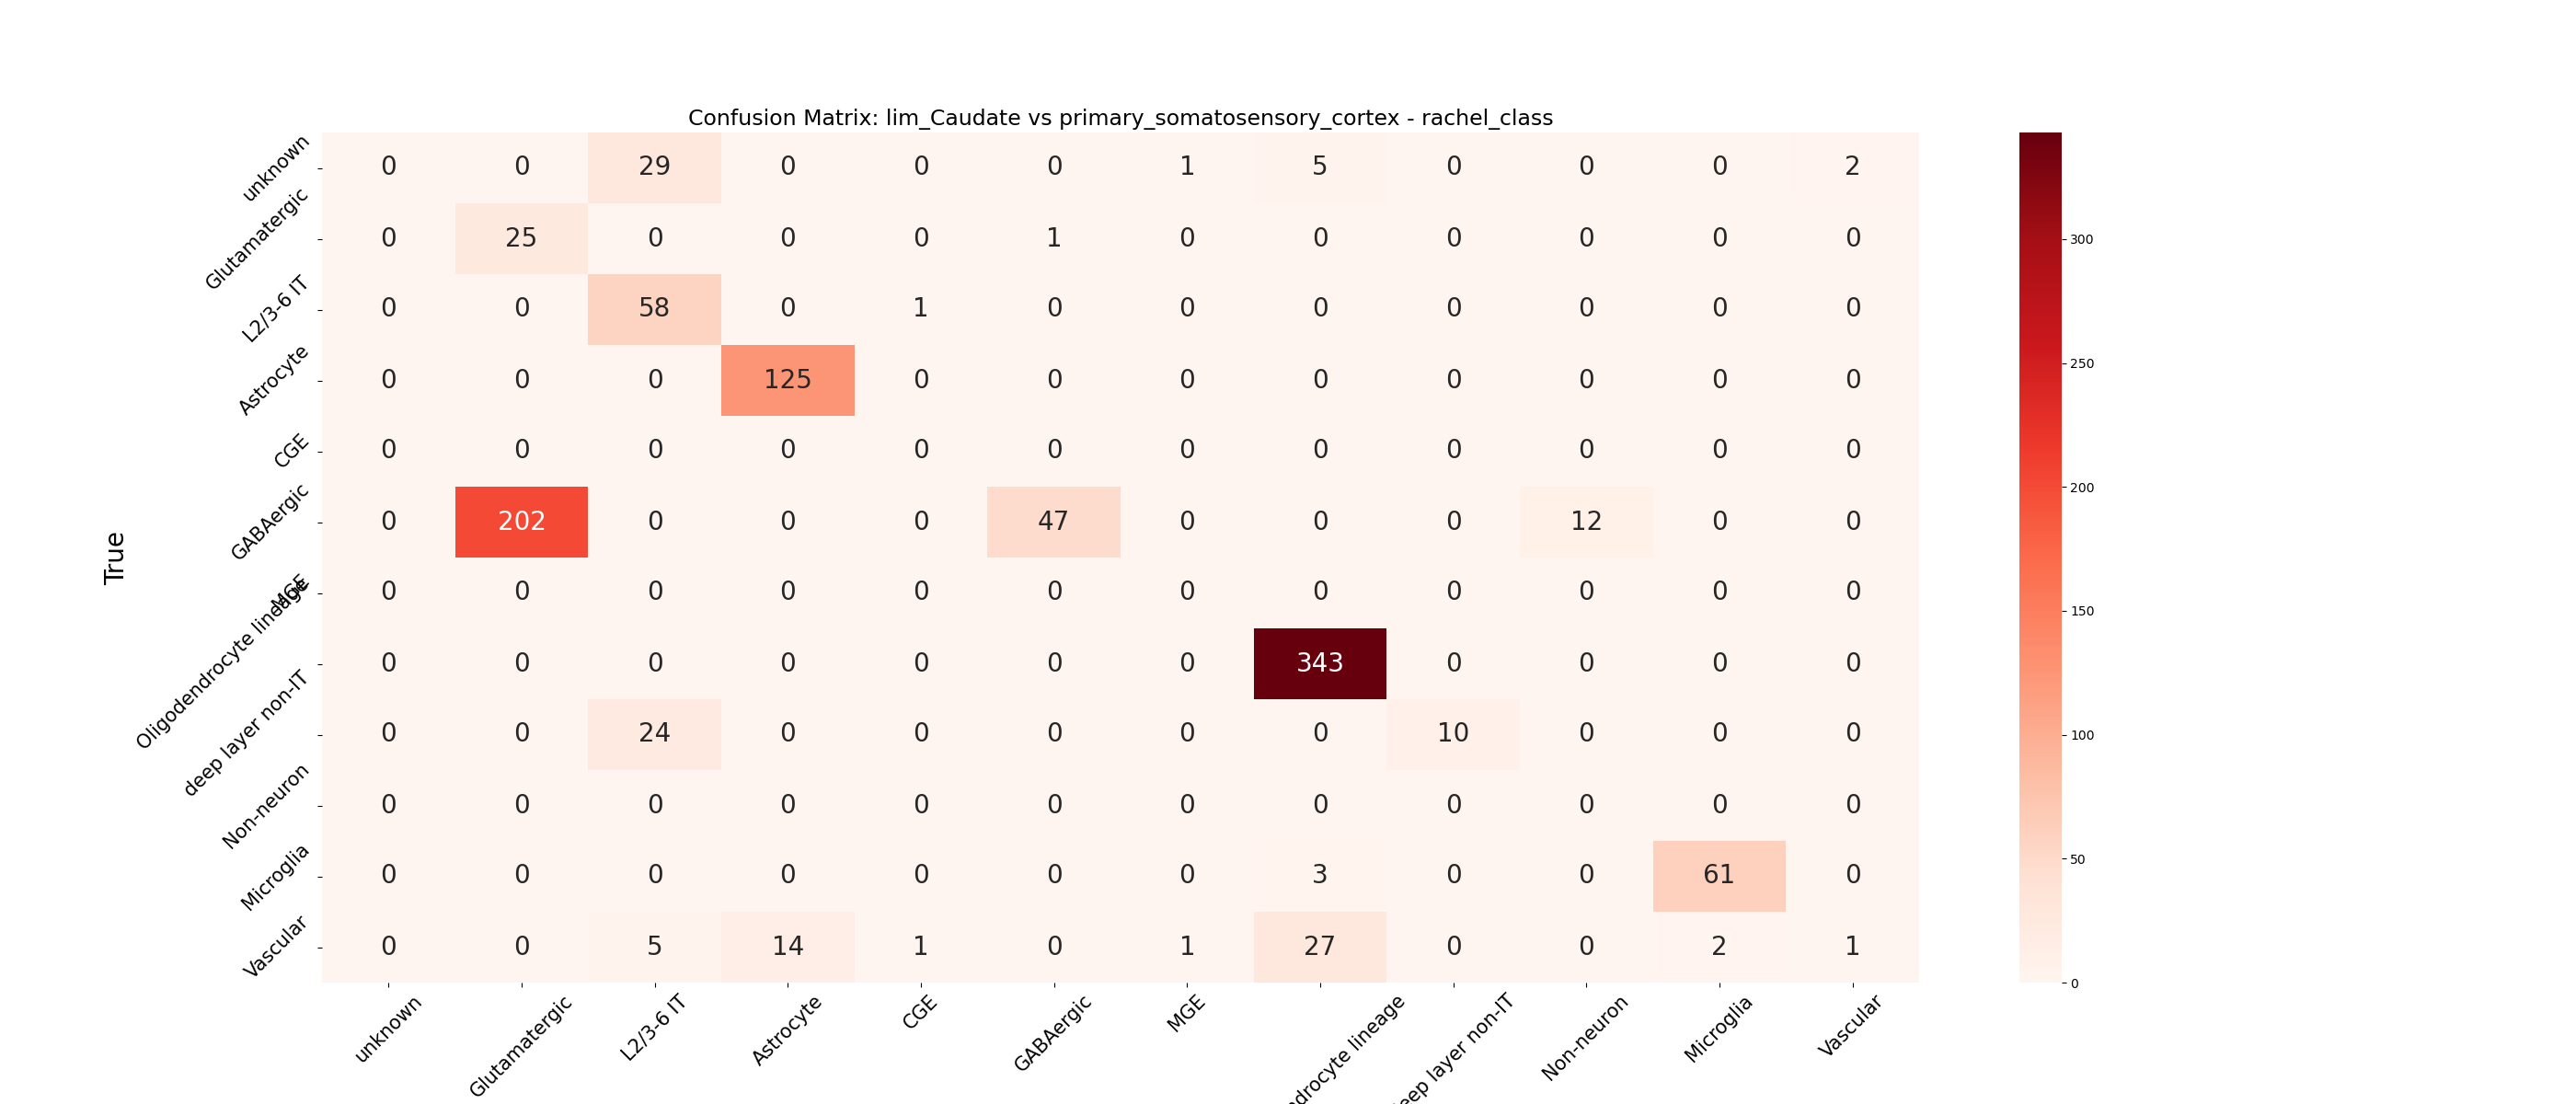 Confusion Matrix: lim_Caudate vs primary_somatosensory_cortex - rachel_class
True
unknown 0 0 29 0 0 0 1 5 0 0 0 2
Glutamatergic 0 25 0 0 0 1 0 0 0 0 0 0
L2/3-6 IT 0 0 58 0 1 0 0 0 0 0 0 0
Astrocyte 0 0 0 125 0 0 0 0 0 0 0 0
CGE 0 0 0 0 0 0 0 0 0 0 0 0
GABAergic 0 202 0 0 0 47 0 0 0 12 0 0
MGE 0 0 0 0 0 0 0 0 0 0 0 0
Oligodendrocyte lineage 0 0 0 0 0 0 0 343 0 0 0 0
deep layer non-IT 0 0 24 0 0 0 0 0 10 0 0 0
Non-neuron 0 0 0 0 0 0 0 0 0 0 0 0
Microglia 0 0 0 0 0 0 0 3 0 0 61 0
Vascular 0 0 5 14 1 0 1 27 0 0 2 1
unknown Glutamatergic L2/3-6 IT Astrocyte CGE GABAergic MGE ndrocyte lineage eep layer non-IT Non-neuron Microglia Vascular
300
250
200
150
100
50
0